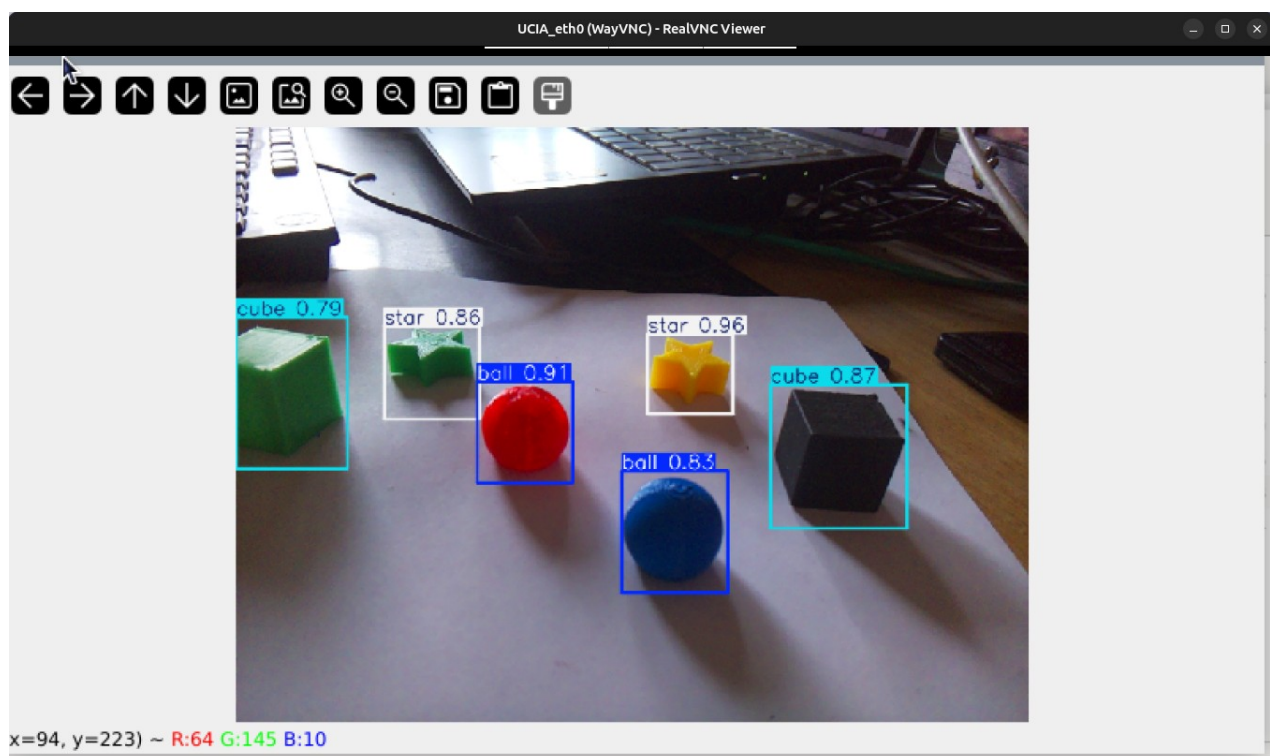 UCIA_eth0 (WayVNC) - RealVNC Viewer
cube 0.79
star 0.86
star 0.96
ball 0.91
cube 0.87
ball 0.83
x=94, y=223) ~ R:64 G:145 B:10